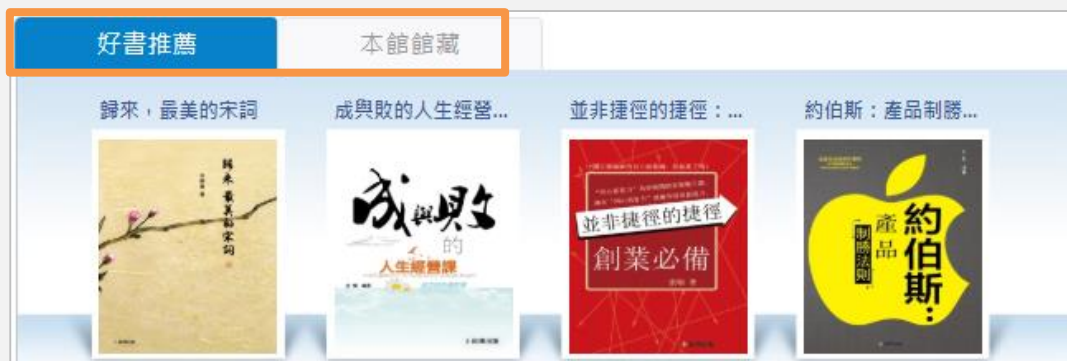 好書推薦
本館館藏
歸來，最美的宋詞
成與敗的人生經營...
並非捷徑的捷徑：...
約伯斯：產品制勝...
歸來 最美的宋詞
成與敗
的
人生經營課
並非捷徑的捷徑
創業必備
約伯斯：
產品
制勝法則